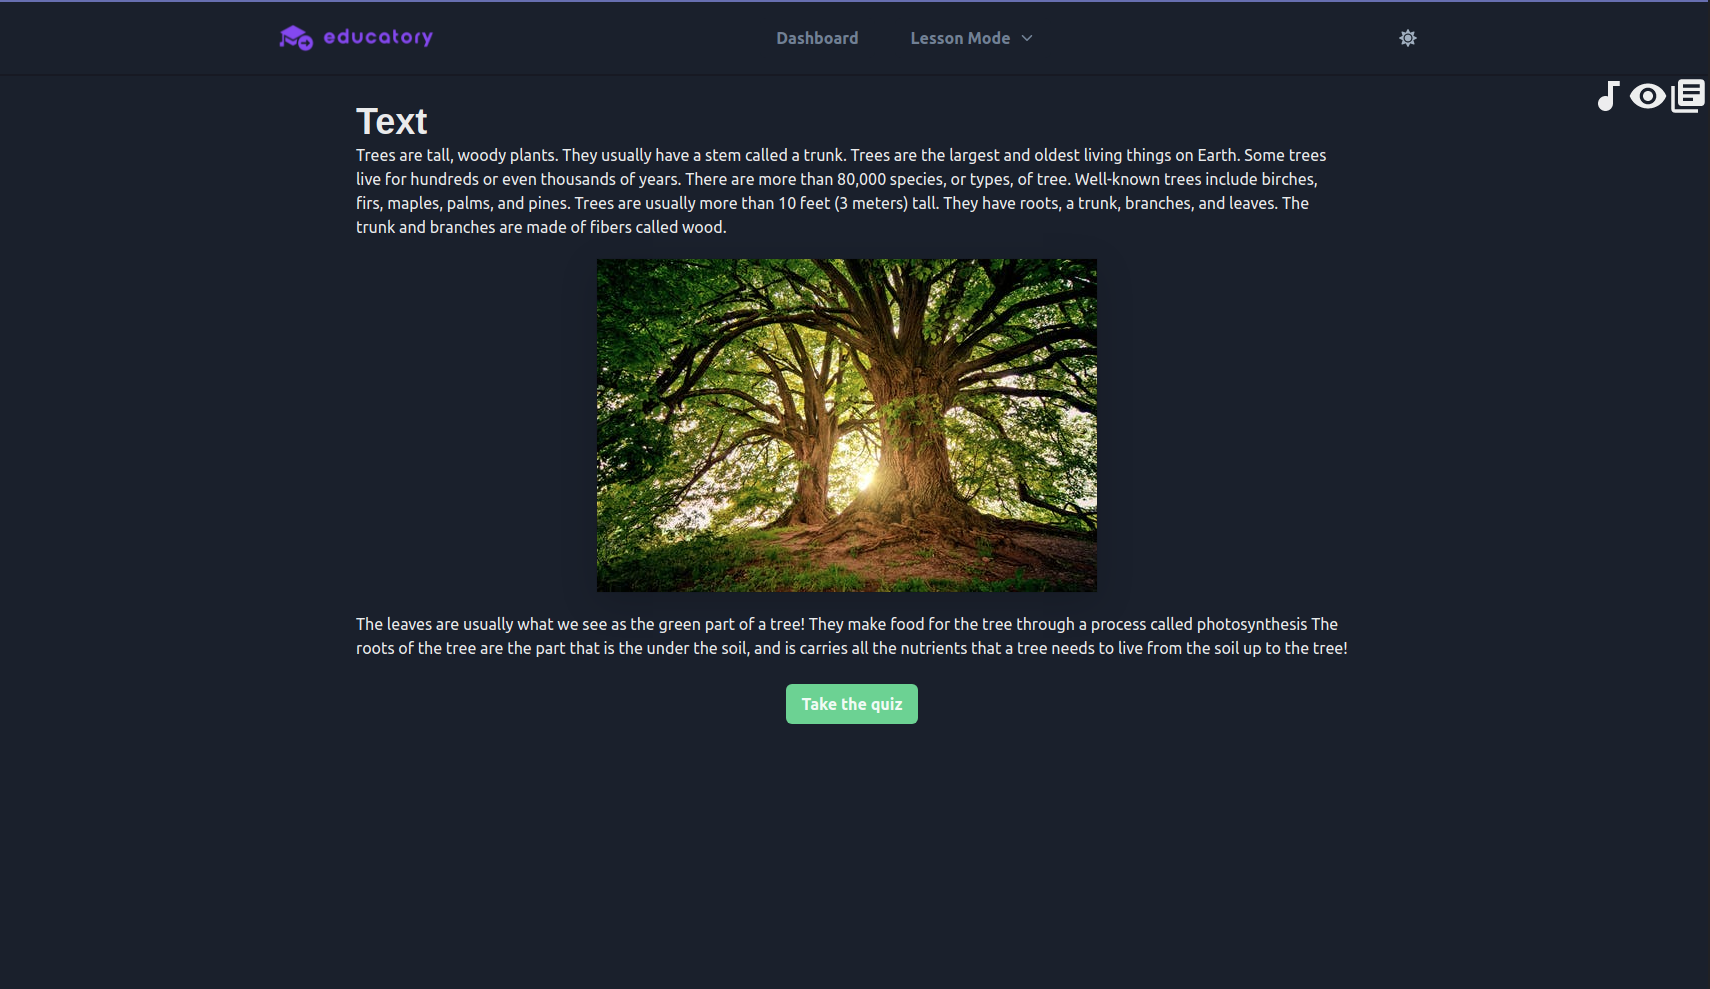 educatory
Dashboard
Lesson Mode
Text
Trees are tall, woody plants. They usually have a stem called a trunk. Trees are the largest and oldest living things on Earth. Some trees
live for hundreds or even thousands of years. There are more than 80,000 species, or types, of tree. Well-known trees include birches,
firs, maples, palms, and pines. Trees are usually more than 10 feet (3 meters) tall. They have roots, a trunk, branches, and leaves. The
trunk and branches are made of fibers called wood.
The leaves are usually what we see as the green part of a tree! They make food for the tree through a process called photosynthesis The
roots of the tree are the part that is the under the soil, and is carries all the nutrients that a tree needs to live from the soil up to the tree!
Take the quiz